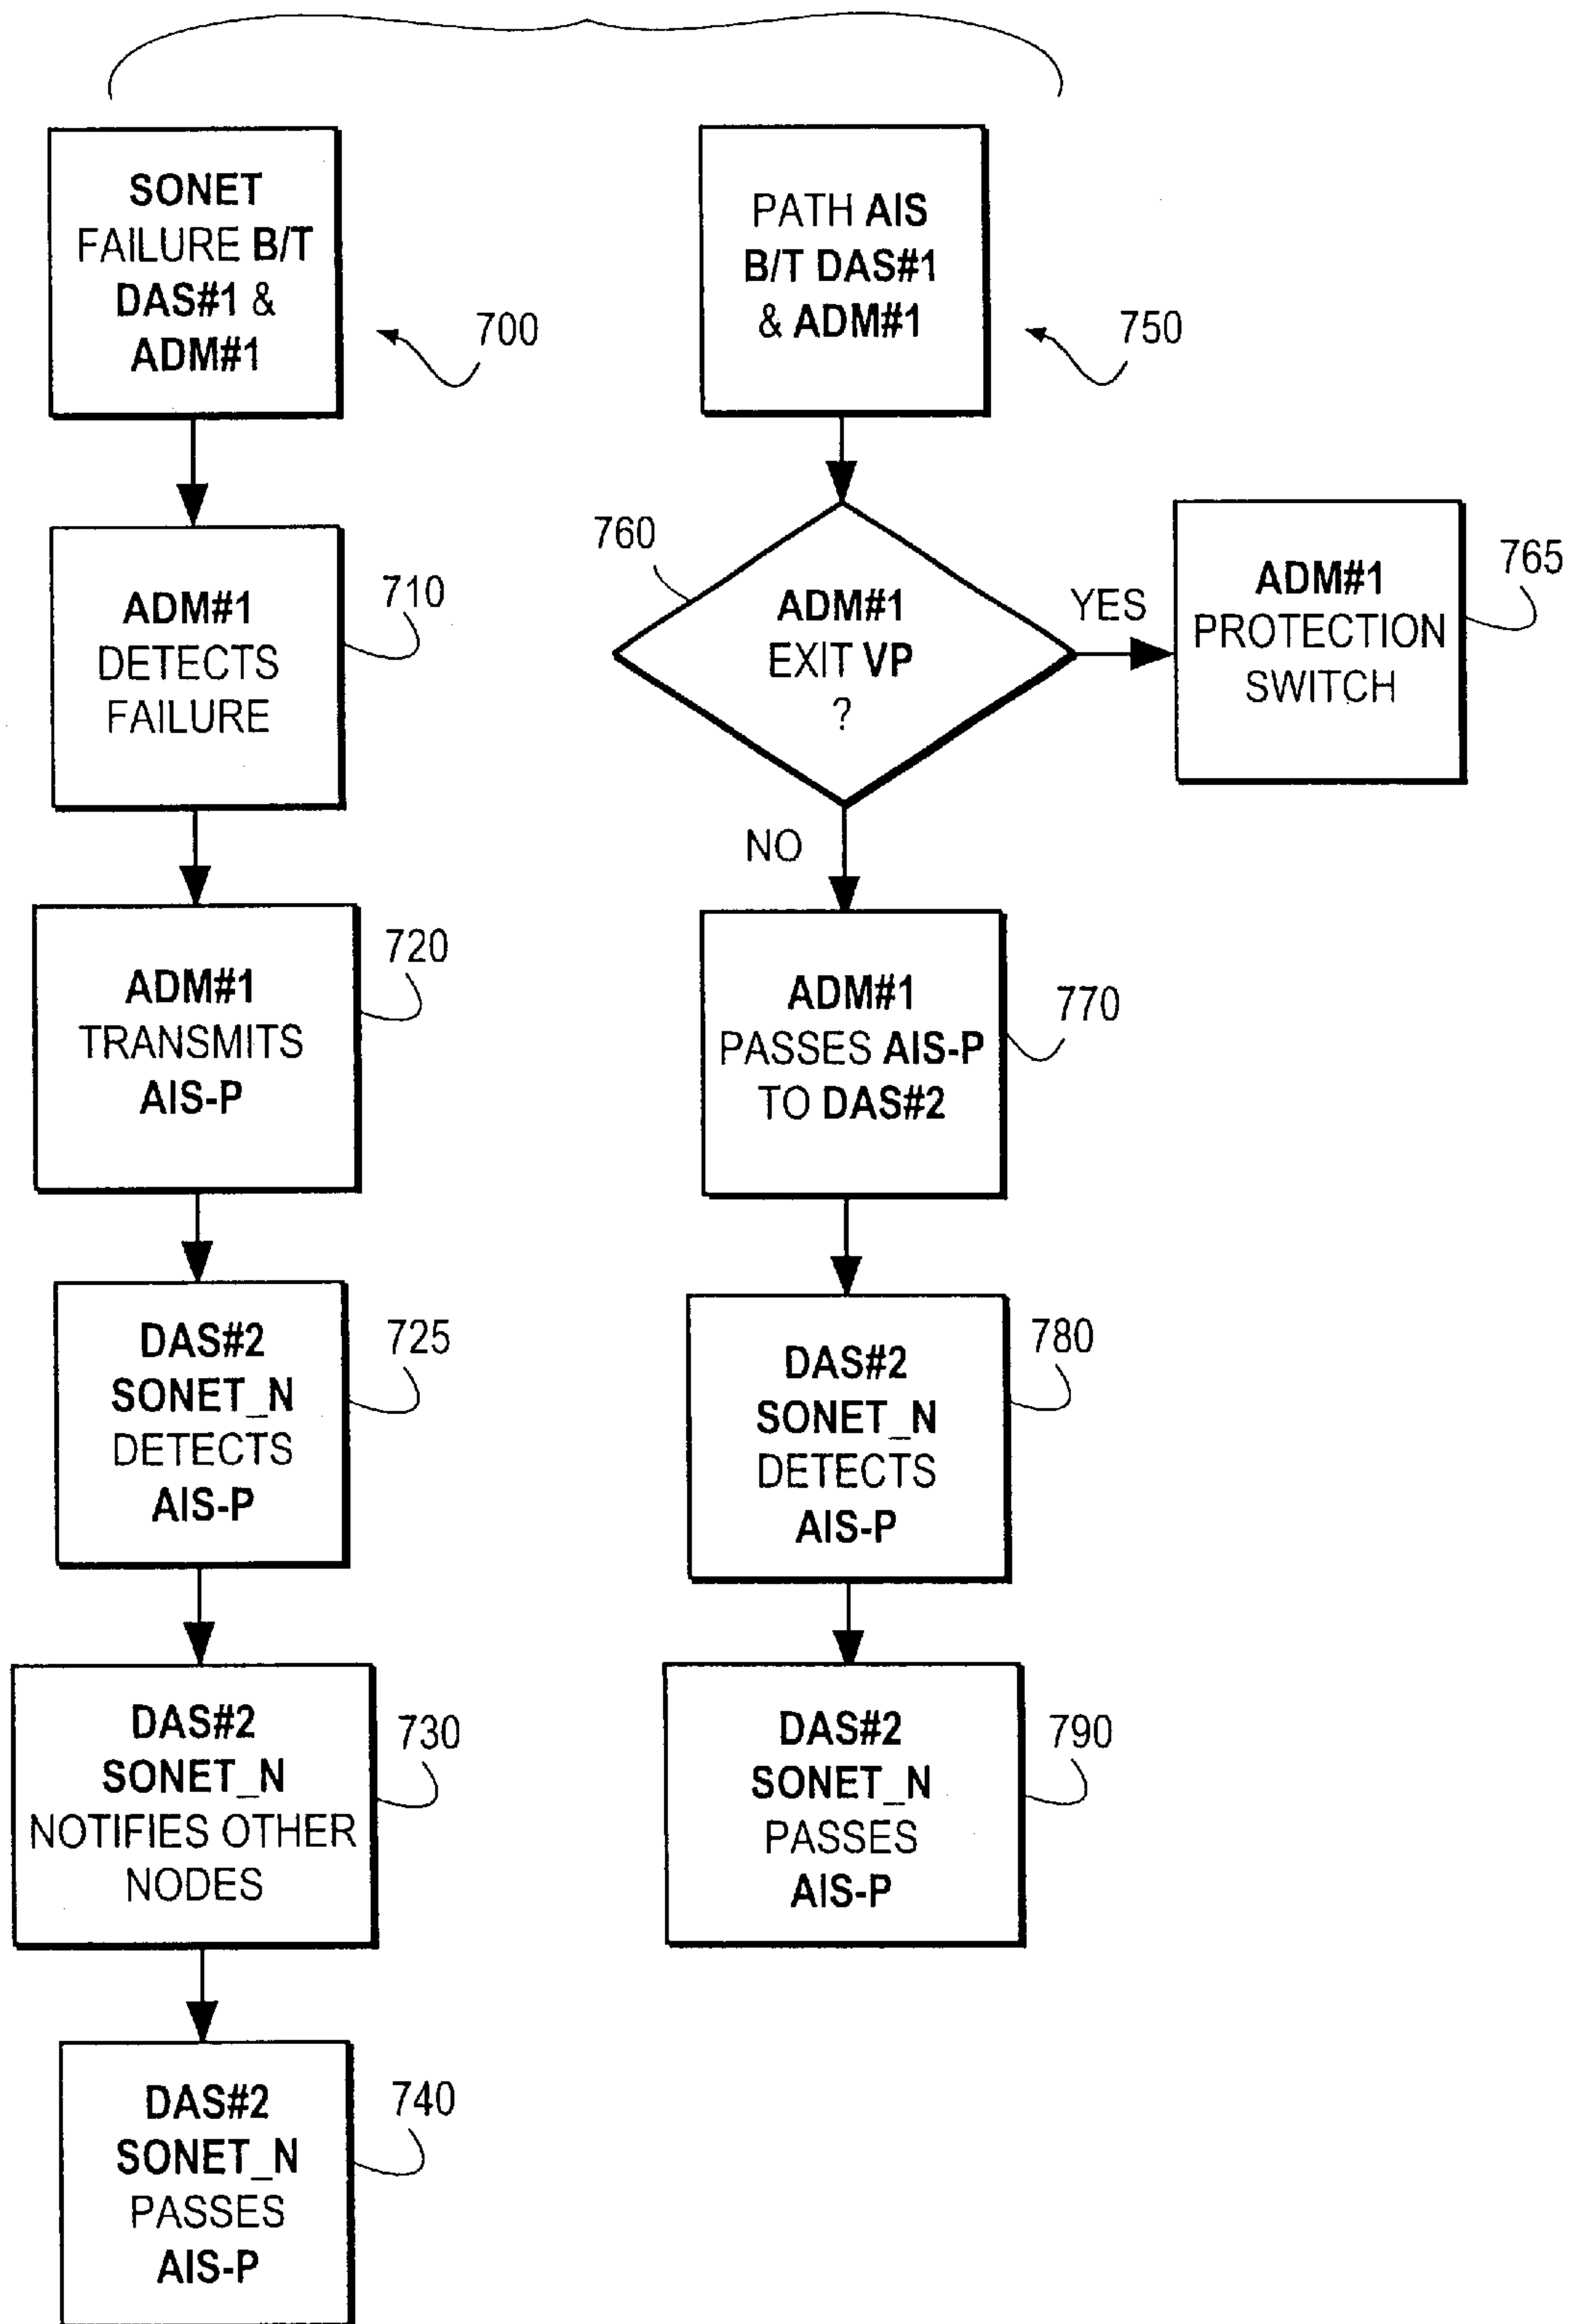 SONET
FAILURE B/T
DAS#1 &
ADM#1
700
ADM#1
DETECTS
FAILURE
710
ADM#1
TRANSMITS
AIS-P
720
DAS#2
SONET_N
DETECTS
AIS-P
725
DAS#2
SONET_N
NOTIFIES OTHER
NODES
730
DAS#2
SONET_N
PASSES
AIS-P
740
PATH AIS
B/T DAS#1
& ADM#1
750
760
ADM#1
EXIT VP
?
YES
ADM#1
PROTECTION
SWITCH
765
NO
ADM#1
PASSES AIS-P
TO DAS#2
770
DAS#2
SONET_N
DETECTS
AIS-P
780
DAS#2
SONET_N
PASSES
AIS-P
790